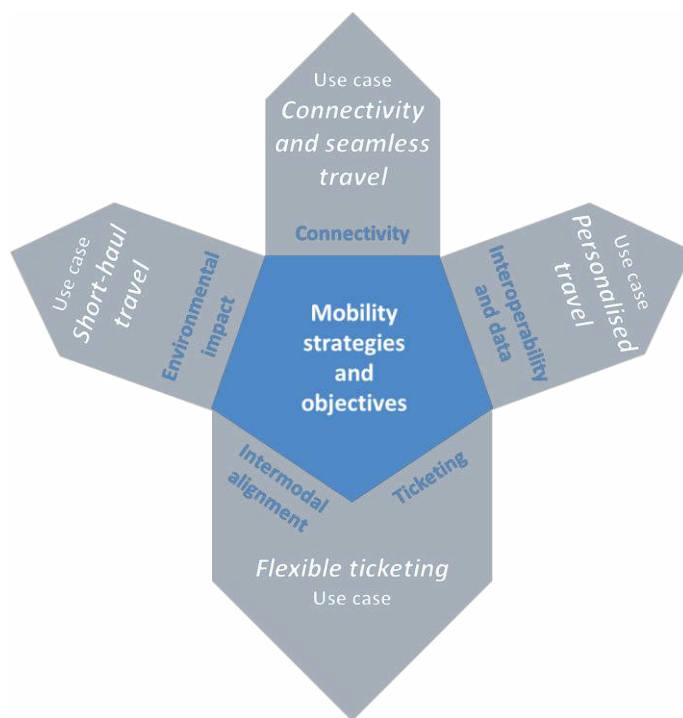 Use case
Connectivity
and seamless
travel
Connectivity
Use case
Short-haul
travel
Environmental
impact
Mobility
strategies
and
objectives
Interoperability
and data
Personalised
travel
Use case
Intermodal
alignment
Ticketing
Flexible ticketing
Use case